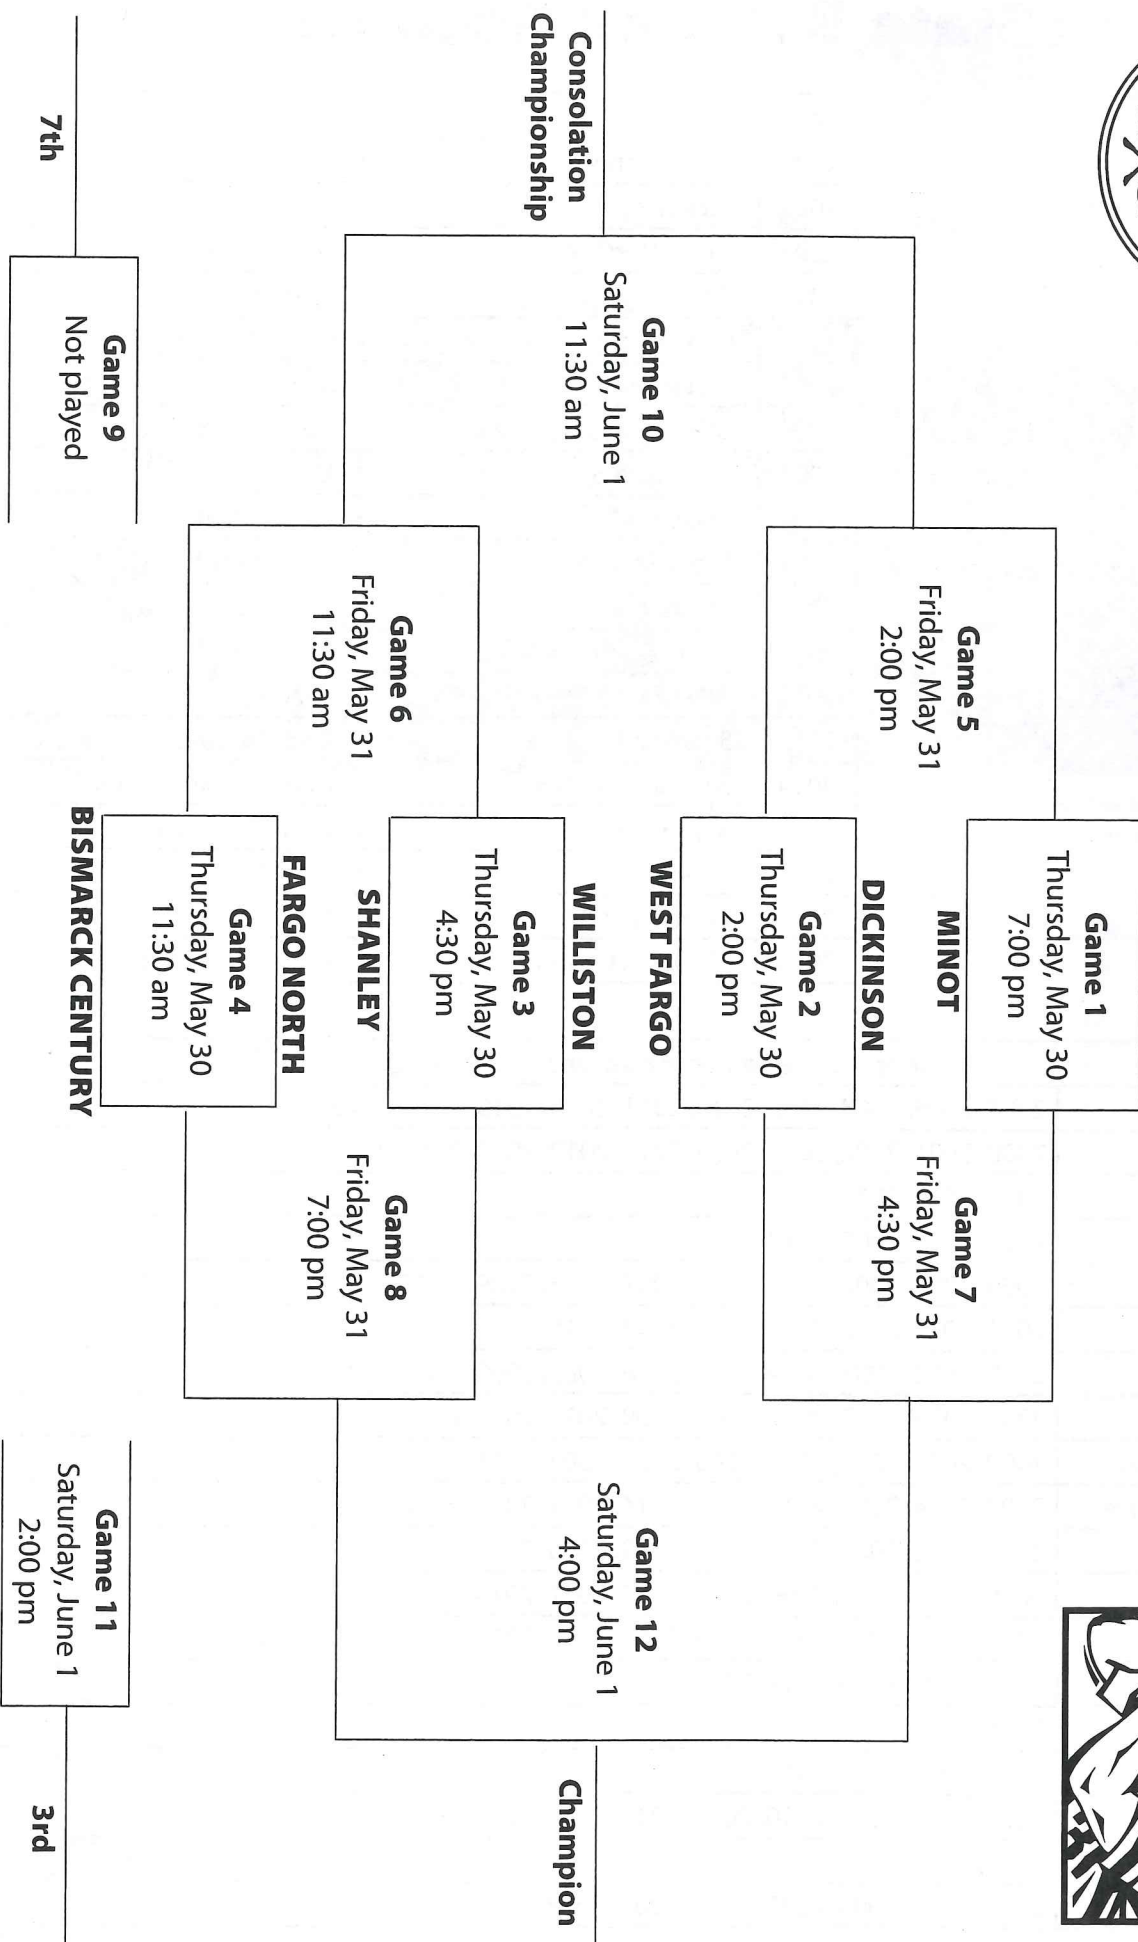 Game 1
Thursday, May 30
7:00 pm
MINOT
DICKINSON
Game 2
Thursday, May 30
2:00 pm
WEST FARGO
WILLISTON
Game 3
Thursday, May 30
4:30 pm
SHANLEY
FARGO NORTH
Game 4
Thursday, May 30
11:30 am
BISMARCK CENTURY
Game 5
Friday, May 31
2:00 pm
Game 6
Friday, May 31
11:30 am
Game 7
Friday, May 31
4:30 pm
Game 8
Friday, May 31
7:00 pm
Game 10
Saturday, June 1
11:30 am
Consolation
Championship
Game 12
Saturday, June 1
4:00 pm
Champion
7th
Game 9
Not played
Game 11
Saturday, June 1
2:00 pm
3rd